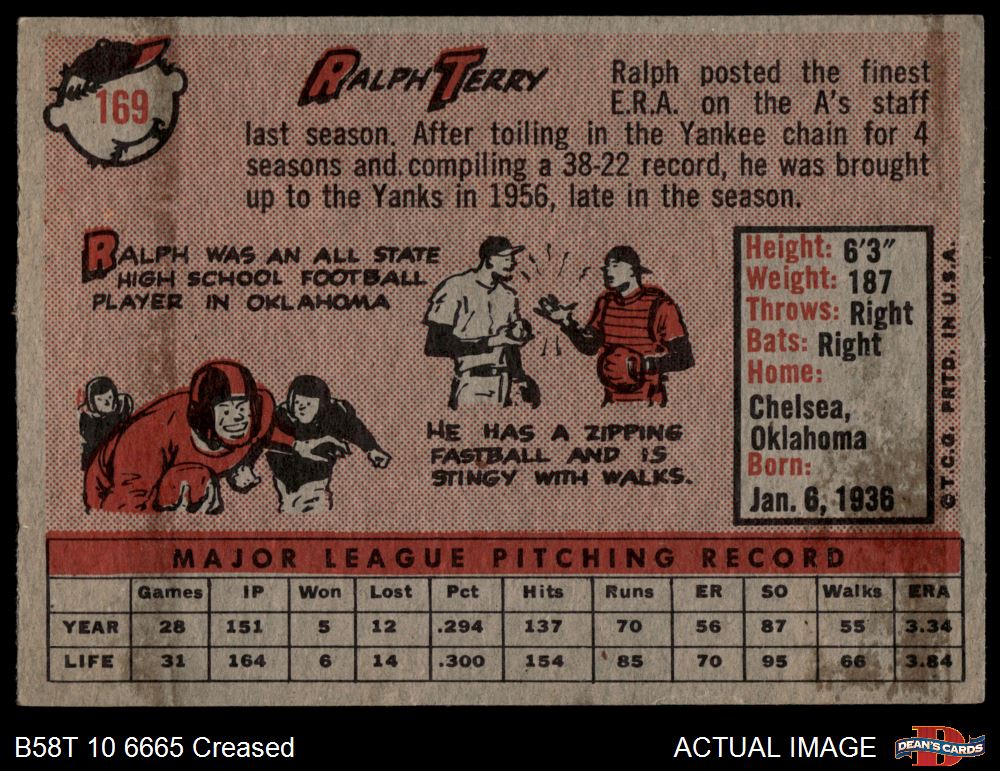 169
RALPH TERRY
Ralph posted the finest
E.R.A. on the A's staff
last season. After toiling in the Yankee chain for 4
seasons and compiling a 38-22 record, he was brought
up to the Yanks in 1956, late in the season.
RALPH WAS AN ALL STATE
HIGH SCHOOL FOOTBALL
PLAYER IN OKLAHOMA
HE HAS A ZIPPING
FASTBALL AND IS
STINGY WITH WALKS.
Height: 6'3"
Weight: 187
Throws: Right
Bats: Right
Home:
Chelsea,
Oklahoma
Born:
Jan. 6, 1936
© T.C.G. PRTD. IN U.S.A.
MAJOR LEAGUE PITCHING RECORD
Games IP Won Lost Pct Hits Runs ER SO Walks ERA
YEAR 28 151 5 12 .294 137 70 56 87 55 3.34
LIFE 31 164 6 14 .300 154 85 70 95 66 3.84
B58T 10 6665 Creased
ACTUAL IMAGE
D
DEAN'S CARDS